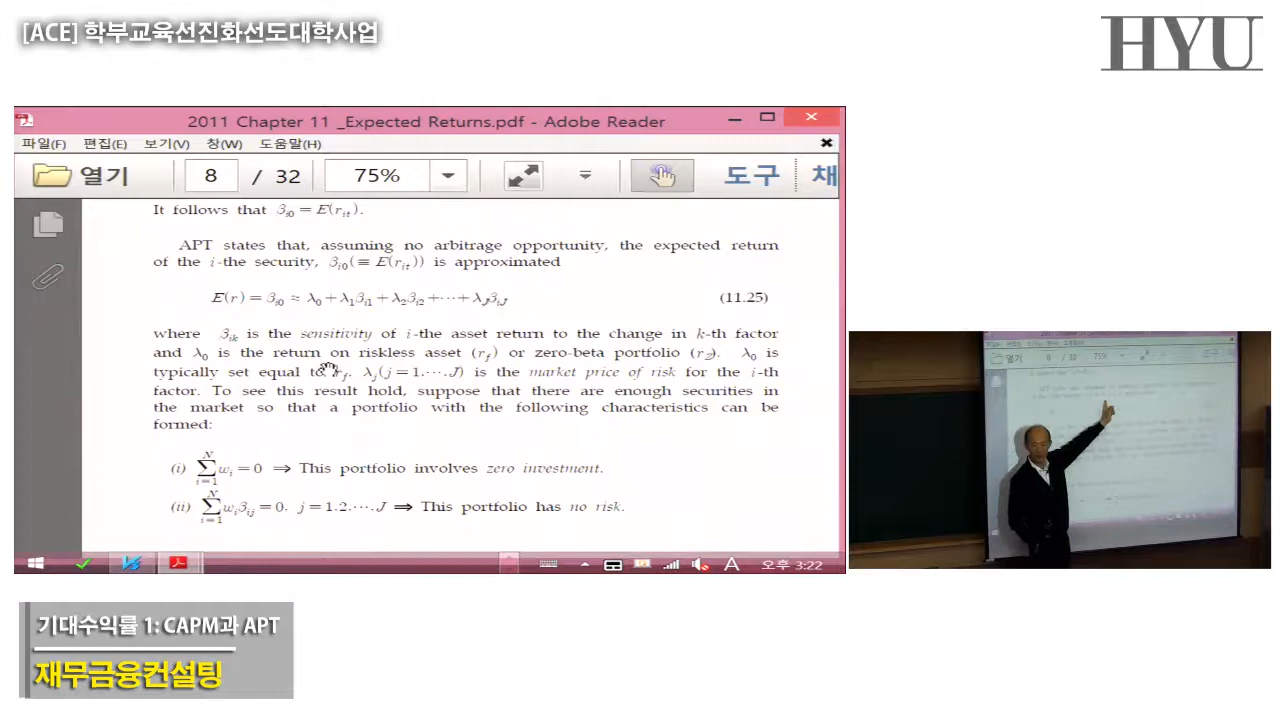 [ACE] 학부교육선진화선도대학사업
HYU
2011 Chapter 11 _Expected Returns.pdf - Adobe Reader
파일(F) 편집(E) 보기(V) 창(W) 도움말(H)
열기 8 / 32 75% 도구 채
It follows that β_{i0} = E(r_{it}).
APT states that, assuming no arbitrage opportunity, the expected return
of the i-the security, β_{i0}(≡ E(r_{it})) is approximated
E(r) = β_{i0} ≈ λ_0 + λ_1β_{i1} + λ_2β_{i2} + ⋯ + λ_Jβ_{iJ} (11.25)
where β_{ik} is the sensitivity of i-the asset return to the change in k-th factor
and λ_0 is the return on riskless asset (r_f) or zero-beta portfolio (r_Z). λ_0 is
typically set equal to r_f. λ_j(j = 1.⋯.J) is the market price of risk for the i-th
factor. To see this result hold, suppose that there are enough securities in
the market so that a portfolio with the following characteristics can be
formed:
(i) ∑_{i=1}^{N} w_i = 0 ⇒ This portfolio involves zero investment.
(ii) ∑_{i=1}^{N} w_iβ_{ij} = 0. j = 1.2.⋯.J ⇒ This portfolio has no risk.
A 오후 3:22
열기 8 / 32 75%
기대수익률 1: CAPM과 APT
재무금융컨설팅